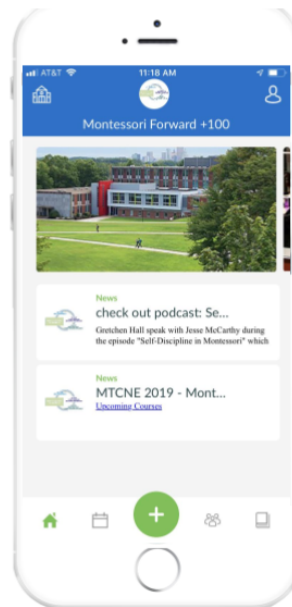 AT&T
11:18 AM
Montessori Forward +100
News
check out podcast: Se...
Gretchen Hall speak with Jesse McCarthy during
the episode "Self-Discipline in Montessori" which
News
MTCNE 2019 - Mont...
Upcoming Courses